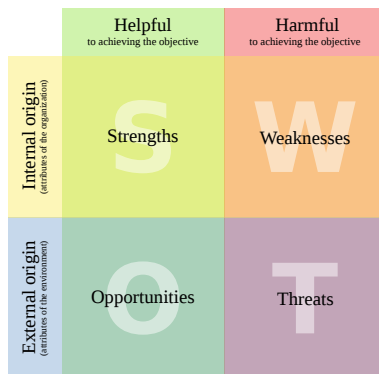 Helpful
to achieving the objective
Harmful
to achieving the objective
Internal origin
(attributes of the organization)
S
Strengths
W
Weaknesses
External origin
(attributes of the environment)
O
Opportunities
T
Threats